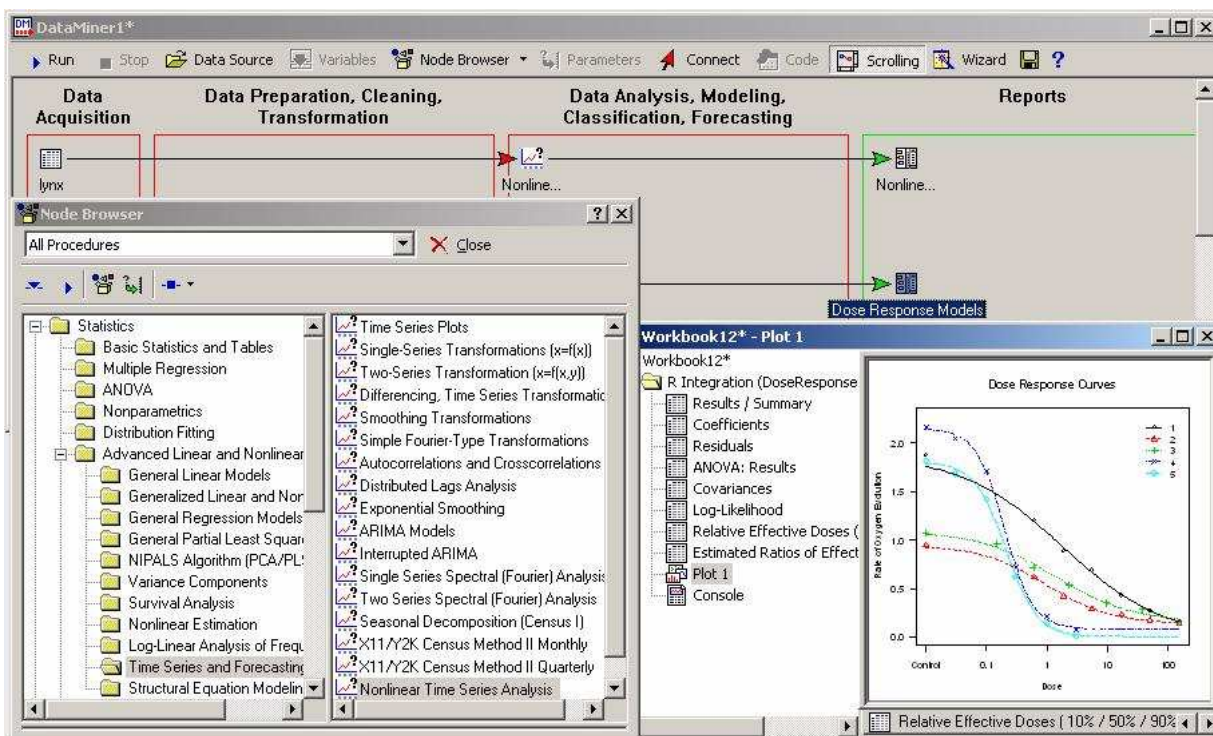 DataMiner1*
Run Stop Data Source Variables Node Browser Parameters Connect Code Scrolling Wizard ?
Data Acquisition
Data Preparation, Cleaning, Transformation
Data Analysis, Modeling, Classification, Forecasting
Reports
lynx
Nonline...
Nonline...
Dose Response Models
Node Browser
All Procedures
Close
Statistics
Basic Statistics and Tables
Multiple Regression
ANOVA
Nonparametrics
Distribution Fitting
Advanced Linear and Nonlinear
General Linear Models
Generalized Linear and Non
General Regression Models
General Partial Least Squar
NIPALS Algorithm (PCA/PLS
Variance Components
Survival Analysis
Nonlinear Estimation
Log-Linear Analysis of Frequ
Time Series and Forecasting
Structural Equation Modelin
Time Series Plots
Single-Series Transformations (x=f(x))
Two-Series Transformation (x=f(x,y))
Differencing, Time Series Transformatic
Smoothing Transformations
Simple Fourier-Type Transformations
Autocorrelations and Crosscorrelations
Distributed Lags Analysis
Exponential Smoothing
ARIMA Models
Interrupted ARIMA
Single Series Spectral (Fourier) Analysis
Two Series Spectral (Fourier) Analysis
Seasonal Decomposition (Census I)
X11/Y2K Census Method II Monthly
X11/Y2K Census Method II Quarterly
Nonlinear Time Series Analysis
Workbook12* - Plot 1
Workbook12*
R Integration (DoseResponse
Results / Summary
Coefficients
Residuals
ANOVA: Results
Covariances
Log-Likelihood
Relative Effective Doses (
Estimated Ratios of Effect
Plot 1
Console
Dose Response Curves
1
2
3
4
5
Rate of Oxygen Evolution
2.0
1.5
1.0
0.5
0.0
Control 0.1 1 10 100
Dose
Relative Effective Doses ( 10% / 50% / 90%